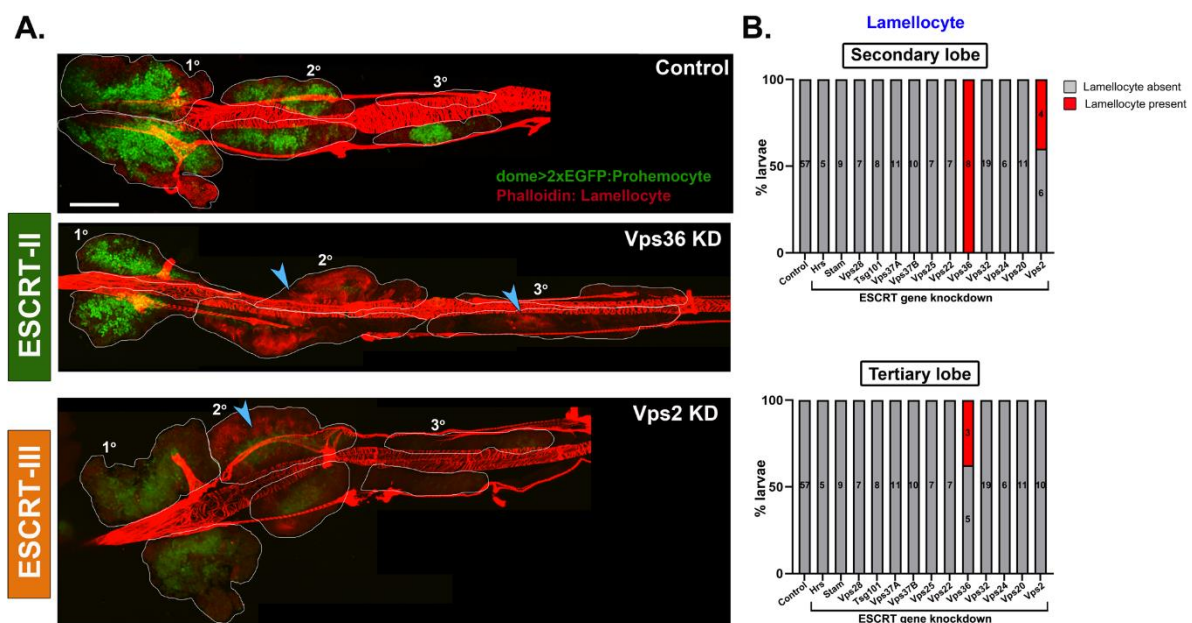 A.
1° 2° 3° Control
dome>2xEGFP:Prohemocyte
Phalloidin: Lamellocyte
ESCRT-II
1° 2° 3° Vps36 KD
ESCRT-III
1° 2° 3° Vps2 KD
B.
Lamellocyte
Secondary lobe
Lamellocyte absent
Lamellocyte present
% larvae
100
50
0
57 5 9 7 8 11 10 7 7 8 19 6 11 4
6
Control Hrs Stam Vps28 Tsg101 Vps37A Vps37B Vps25 Vps22 Vps36 Vps32 Vps24 Vps20 Vps2
ESCRT gene knockdown
Tertiary lobe
% larvae
100
50
0
57 5 9 7 8 11 10 7 7 3 19 6 11 10
5
Control Hrs Stam Vps28 Tsg101 Vps37A Vps37B Vps25 Vps22 Vps36 Vps32 Vps24 Vps20 Vps2
ESCRT gene knockdown